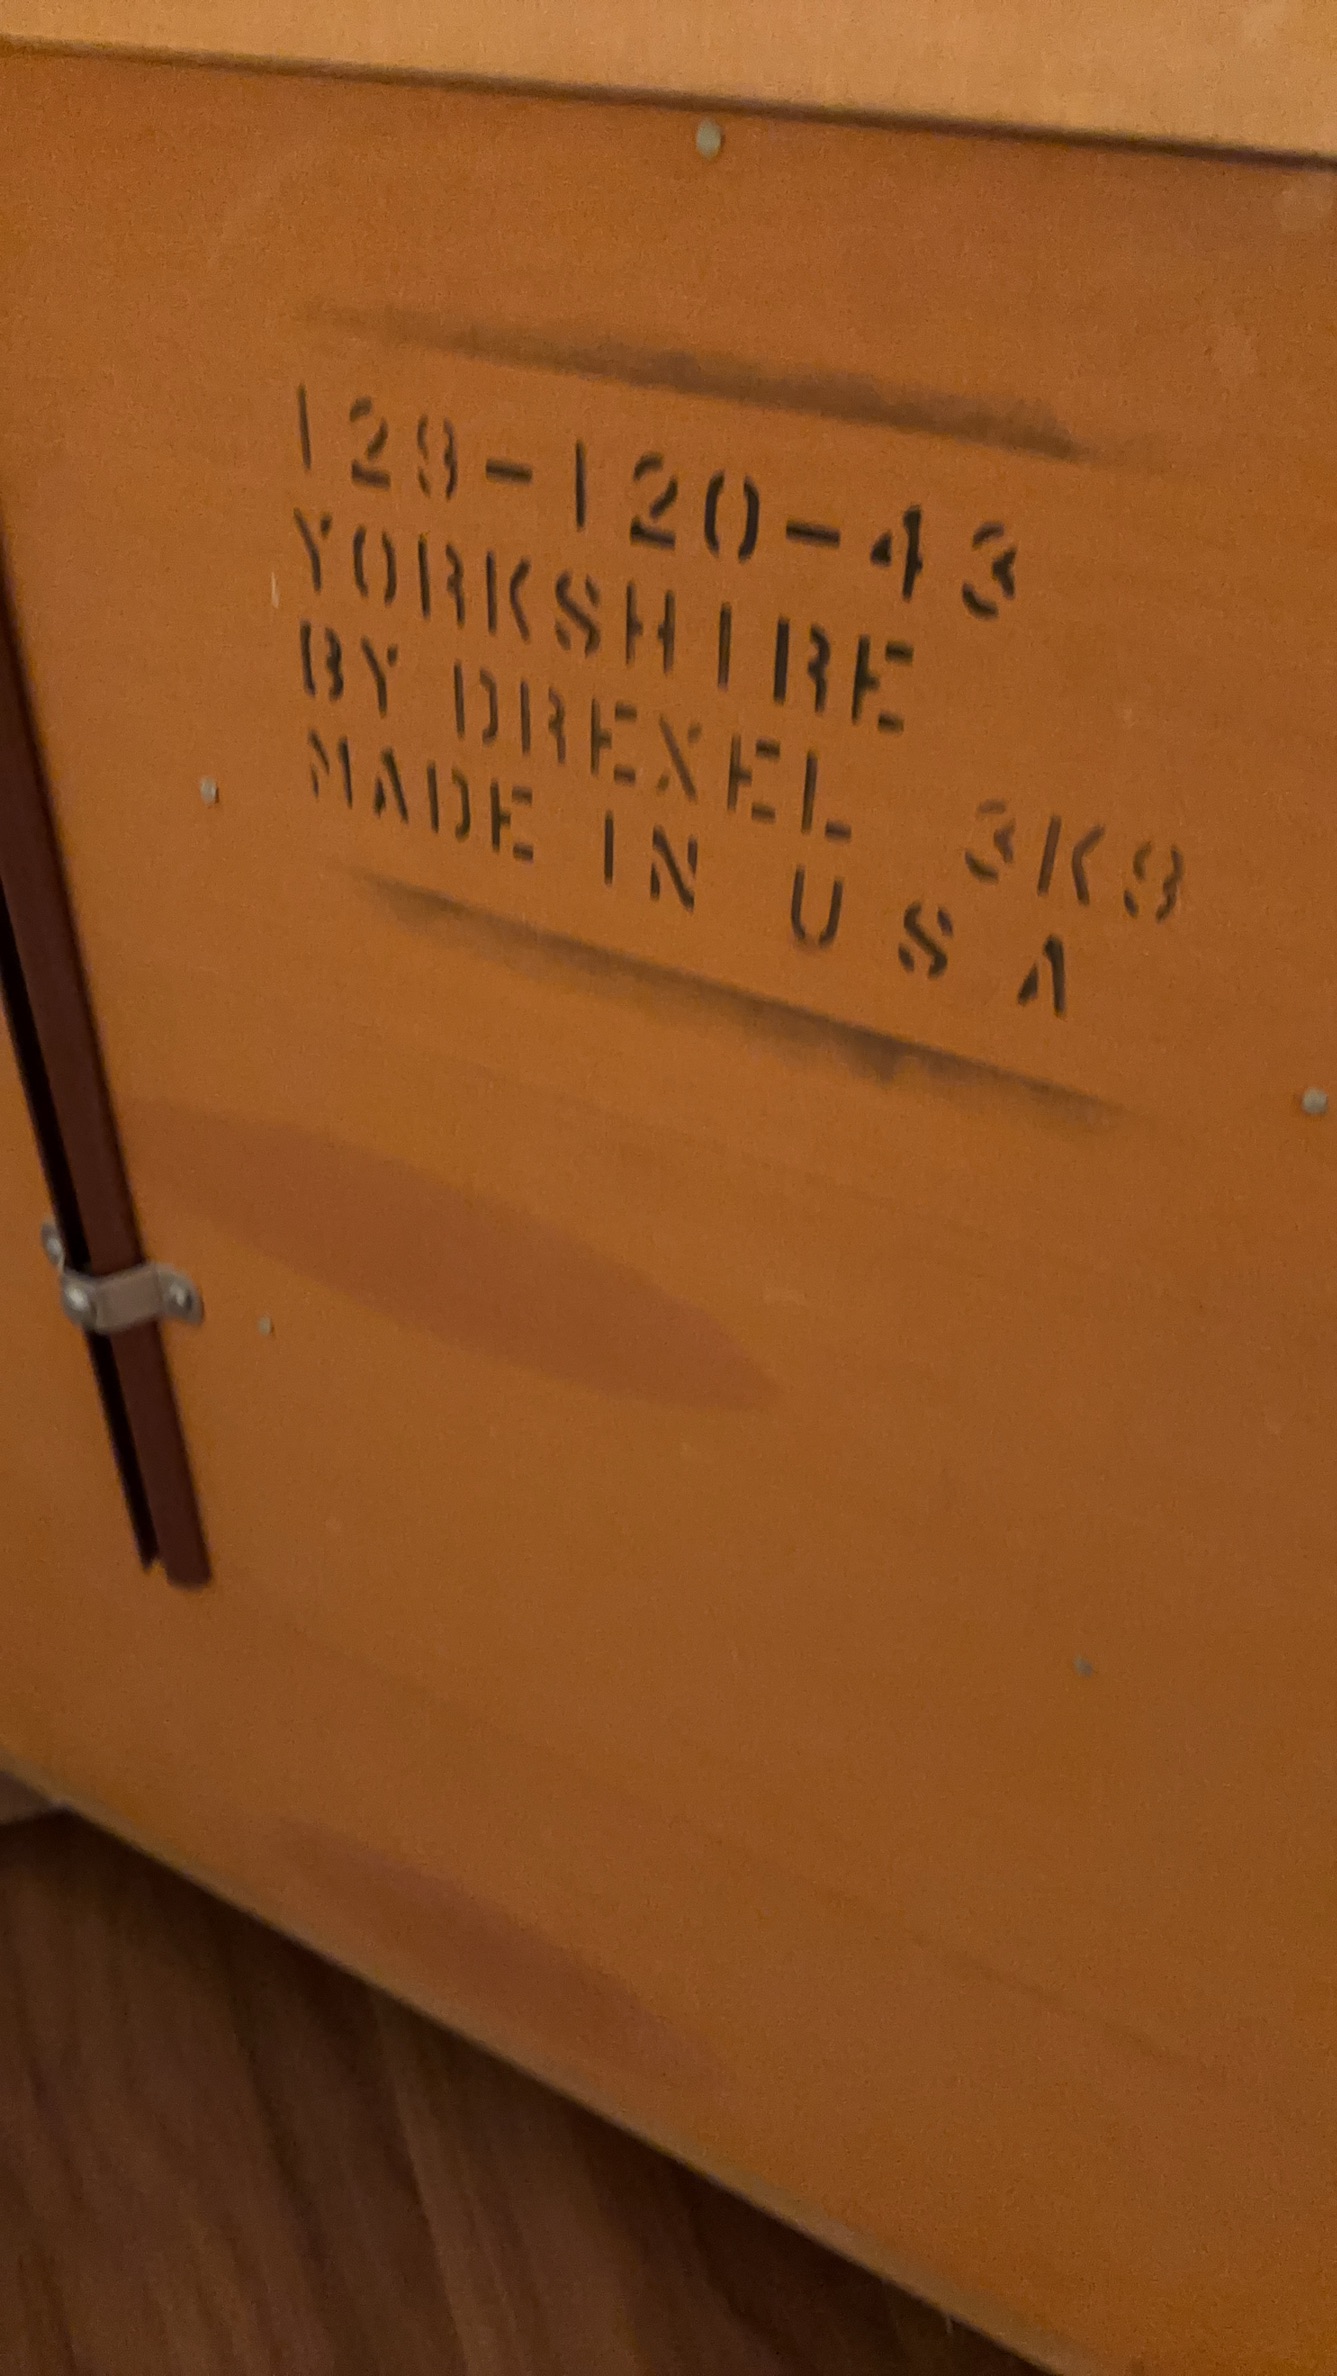 129-120-43
YORKSHIRE
BY DREXEL 3K9
MADE IN U S A